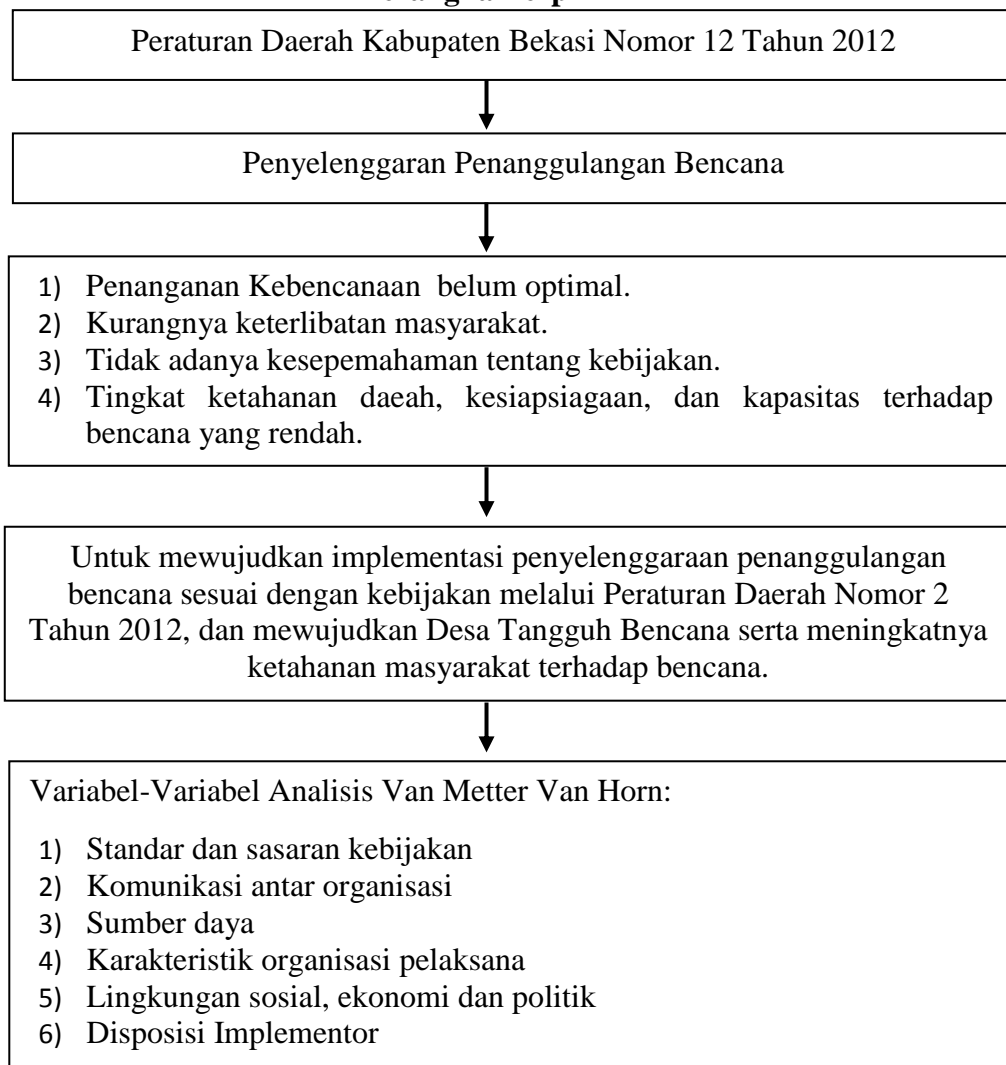 Peraturan Daerah Kabupaten Bekasi Nomor 12 Tahun 2012
Penyelenggaran Penanggulangan Bencana
1) Penanganan Kebencanaan belum optimal.
2) Kurangnya keterlibatan masyarakat.
3) Tidak adanya kesepemahaman tentang kebijakan.
4) Tingkat ketahanan daeah, kesiapsiagaan, dan kapasitas terhadap
bencana yang rendah.
Untuk mewujudkan implementasi penyelenggaraan penanggulangan
bencana sesuai dengan kebijakan melalui Peraturan Daerah Nomor 2
Tahun 2012, dan mewujudkan Desa Tangguh Bencana serta meningkatnya
ketahanan masyarakat terhadap bencana.
Variabel-Variabel Analisis Van Metter Van Horn:
1) Standar dan sasaran kebijakan
2) Komunikasi antar organisasi
3) Sumber daya
4) Karakteristik organisasi pelaksana
5) Lingkungan sosial, ekonomi dan politik
6) Disposisi Implementor